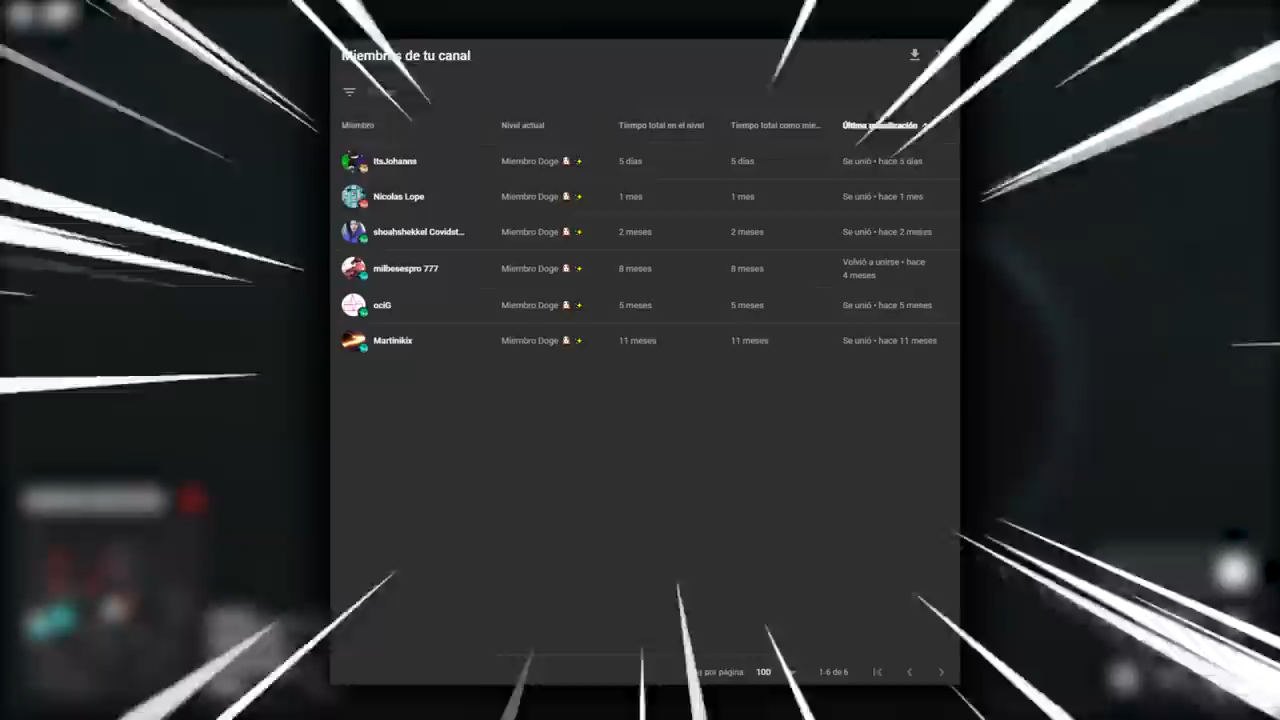 Miembros de tu canal
Miembro Nivel actual Tiempo total en el nivel Tiempo total como mie... Última actualización
ItsJohanns Miembro Doge 5 días 5 días Se unió • hace 5 días
Nicolas Lope Miembro Doge 1 mes 1 mes Se unió • hace 1 mes
shoahshekkel Covidst... Miembro Doge 2 meses 2 meses Se unió • hace 2 meses
milbesespro 777 Miembro Doge 8 meses 8 meses Volvió a unirse • hace
4 meses
ociG Miembro Doge 5 meses 5 meses Se unió • hace 5 meses
Martinikix Miembro Doge 11 meses 11 meses Se unió • hace 11 meses
por página 100 1-6 de 6